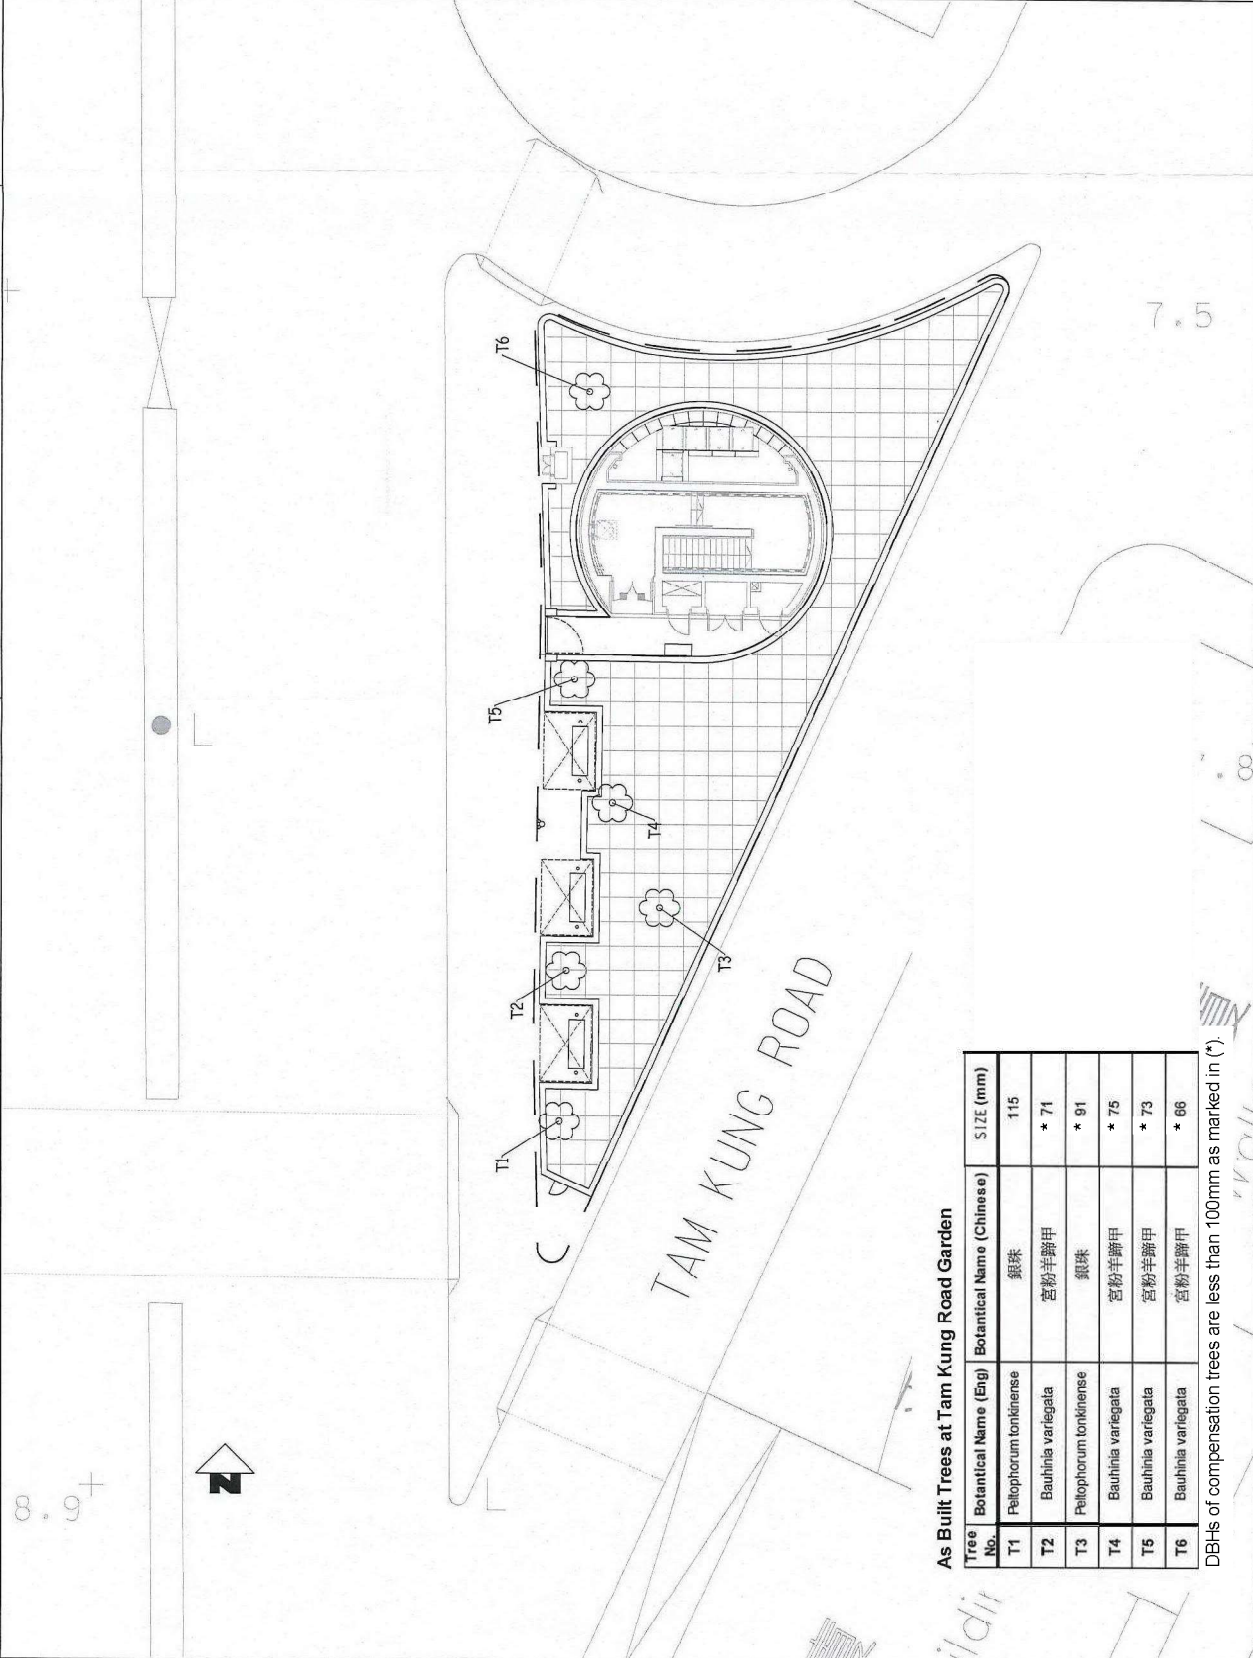 8.9
N
7.5
T1
T2
T3
T4
T5
T6
TAM KUNG ROAD
As Built Trees at Tam Kung Road Garden
Tree No. Botantical Name (Eng) Botantical Name (Chinese) SIZE (mm)
T1 Peltophorum tonkinense 銀珠 115
T2 Bauhinia variegata 宮粉羊蹄甲 * 71
T3 Peltophorum tonkinense 銀珠 * 91
T4 Bauhinia variegata 宮粉羊蹄甲 * 75
T5 Bauhinia variegata 宮粉羊蹄甲 * 73
T6 Bauhinia variegata 宮粉羊蹄甲 * 66
DBHs of compensation trees are less than 100mm as marked in (*).